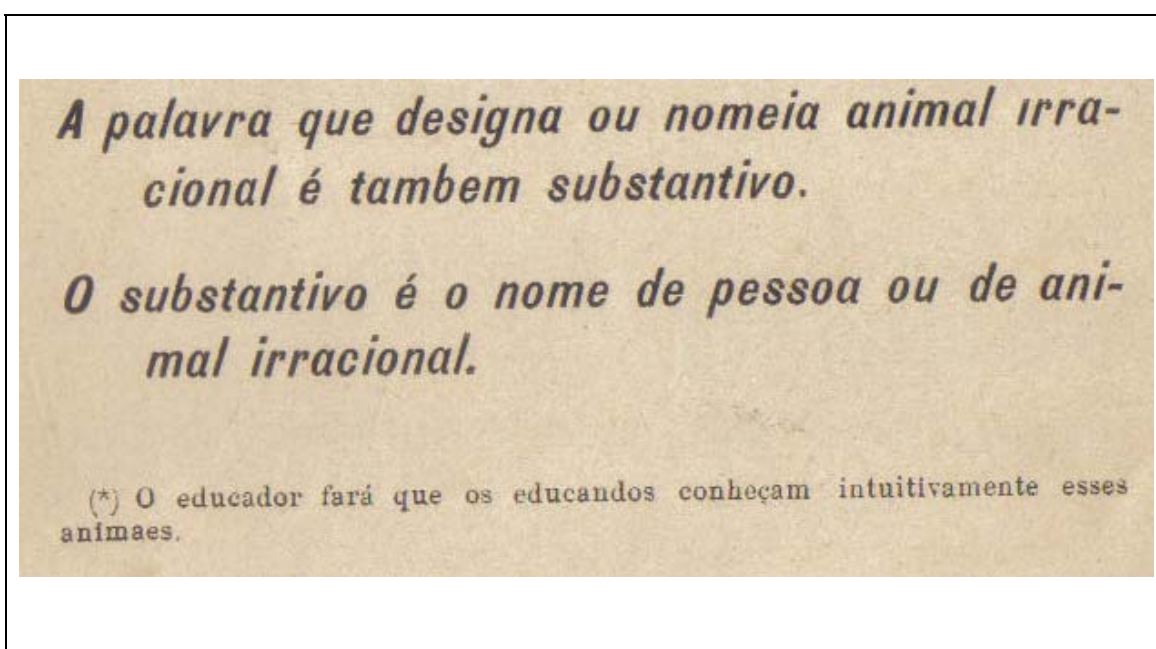 A palavra que designa ou nomeia animal irra-
cional é tambem substantivo.
O substantivo é o nome de pessoa ou de ani-
mal irracional.
(*) O educador fará que os educandos conheçam intuitivamente esses
animaes.